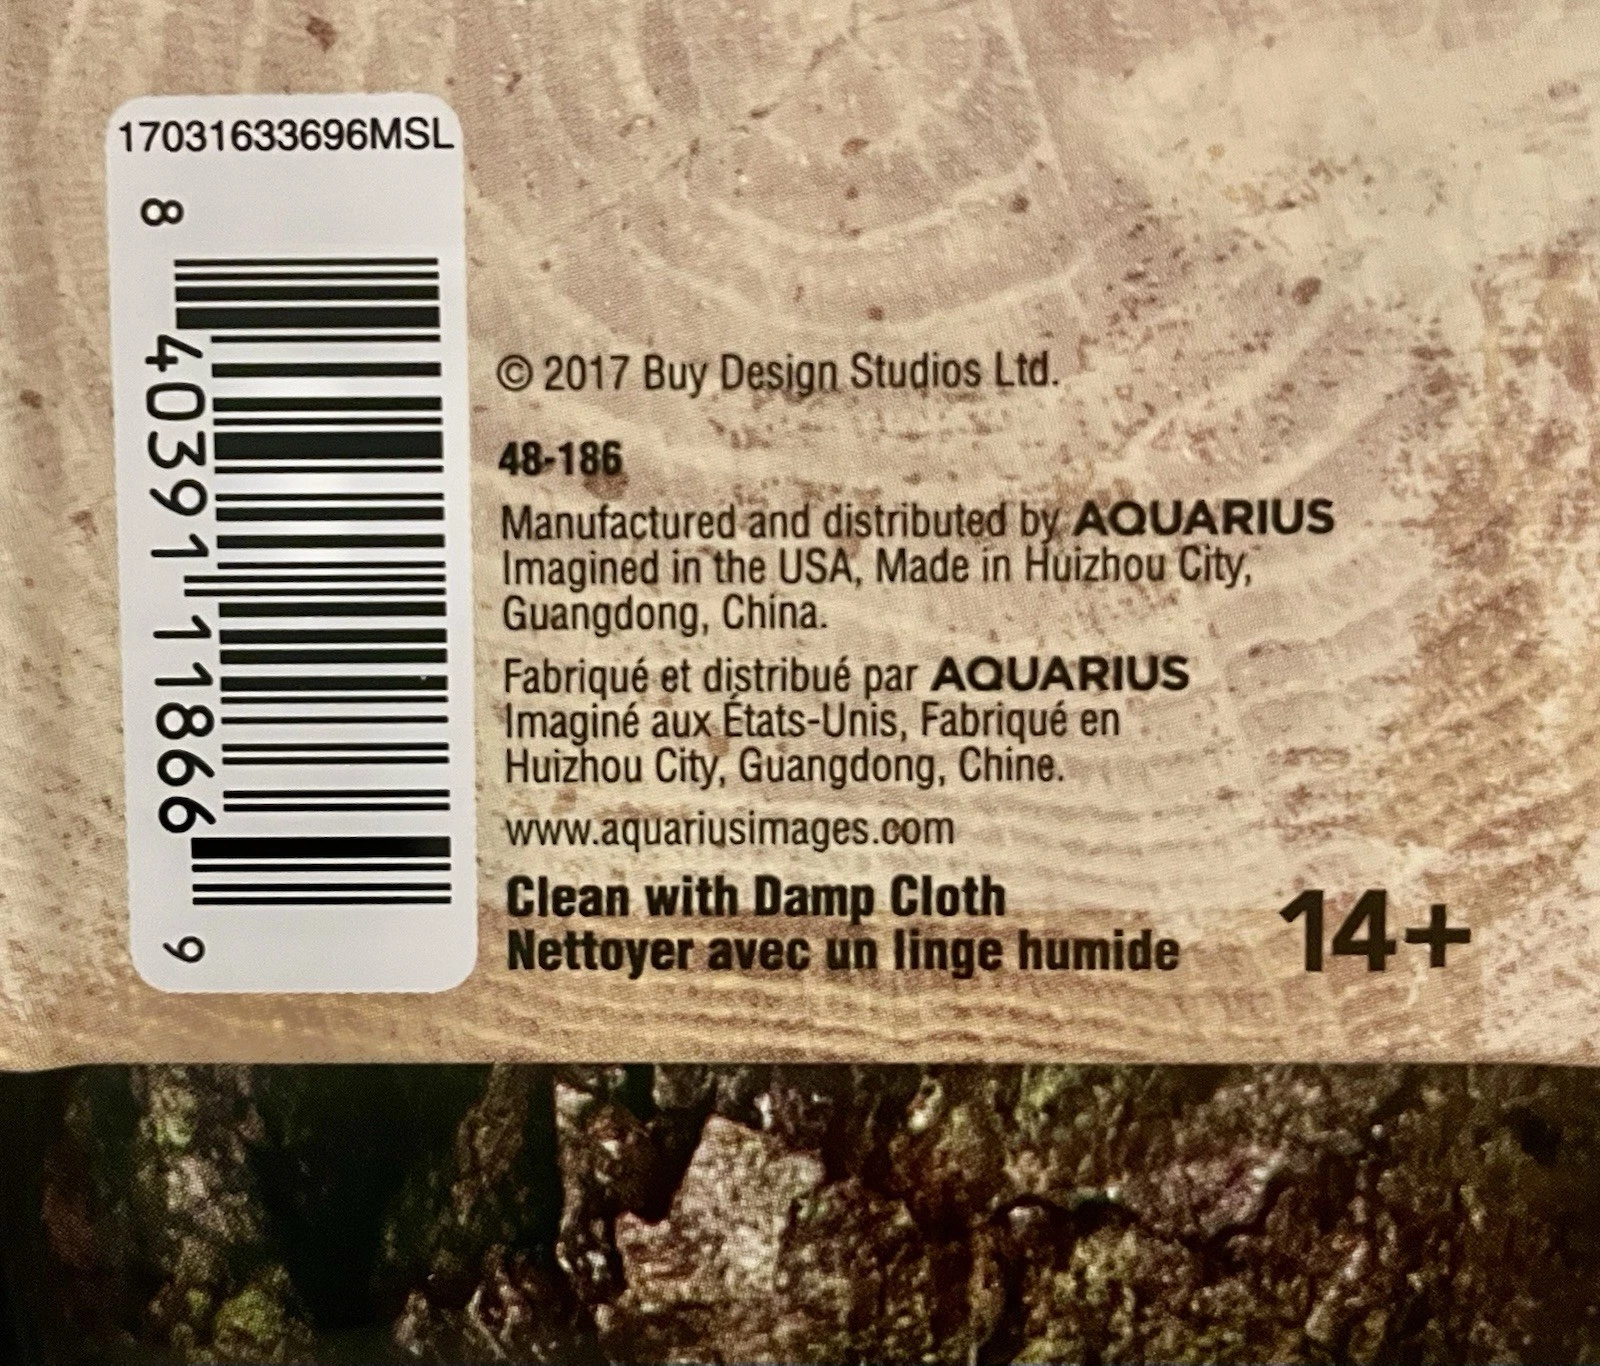 17031633696MSL
8 40391 11866 9
© 2017 Buy Design Studios Ltd.
48-186
Manufactured and distributed by AQUARIUS
Imagined in the USA, Made in Huizhou City,
Guangdong, China.
Fabriqué et distribué par AQUARIUS
Imaginé aux États-Unis, Fabriqué en
Huizhou City, Guangdong, Chine.
www.aquariusimages.com
Clean with Damp Cloth
Nettoyer avec un linge humide
14+